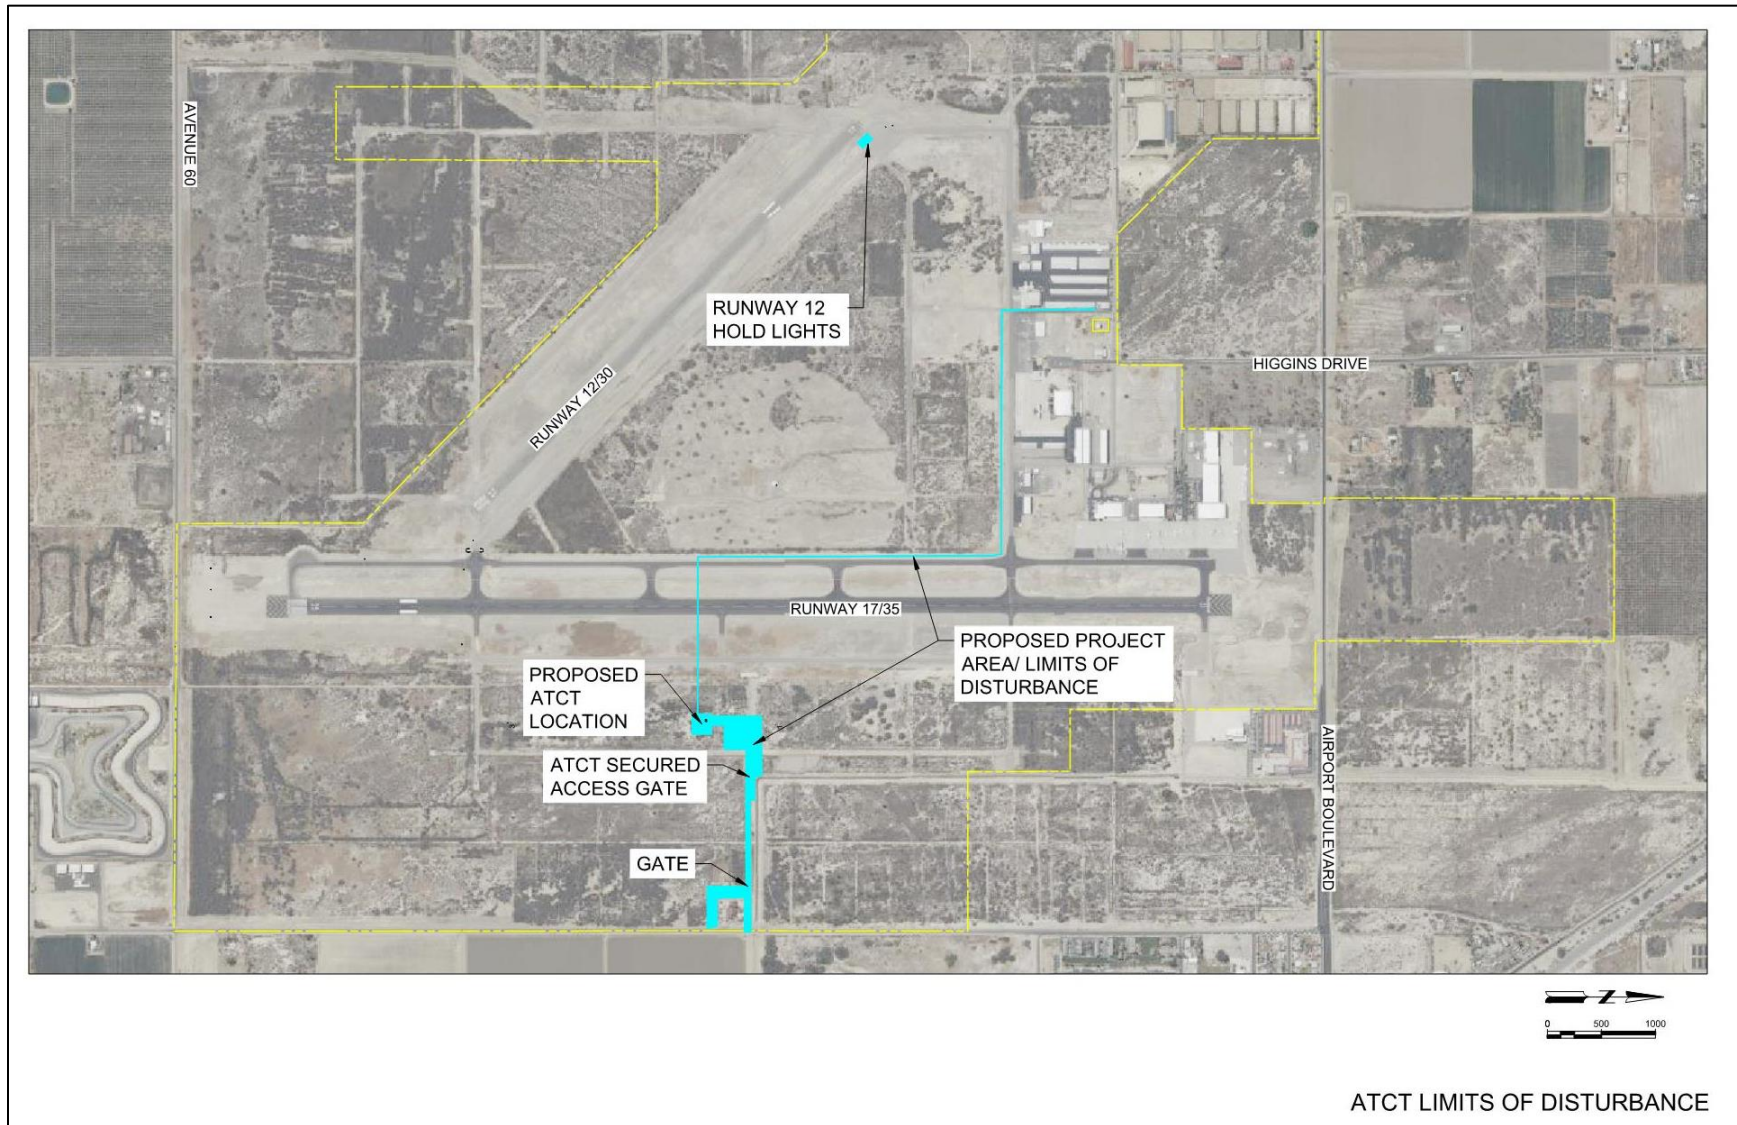 AVENUE 60
RUNWAY 12
HOLD LIGHTS
HIGGINS DRIVE
RUNWAY 12/30
RUNWAY 17/35
PROPOSED PROJECT
AREA/ LIMITS OF
DISTURBANCE
PROPOSED
ATCT
LOCATION
ATCT SECURED
ACCESS GATE
AIRPORT BOULEVARD
GATE
Z
0 500 1000
ATCT LIMITS OF DISTURBANCE